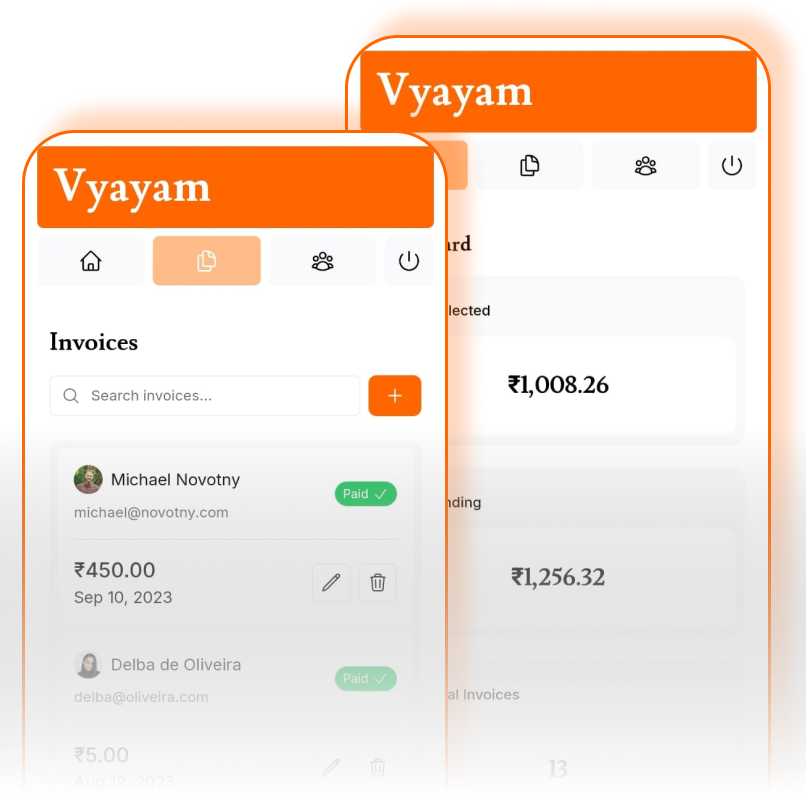 Vyayam
Invoices
Search invoices...
Michael Novotny
Paid
michael@novotny.com
₹450.00
Sep 10, 2023
Delba de Oliveira
Paid
delba@oliveira.com
₹5.00
Aug 19, 2023
Vyayam
ard
lected
₹1,008.26
nding
₹1,256.32
al Invoices
13